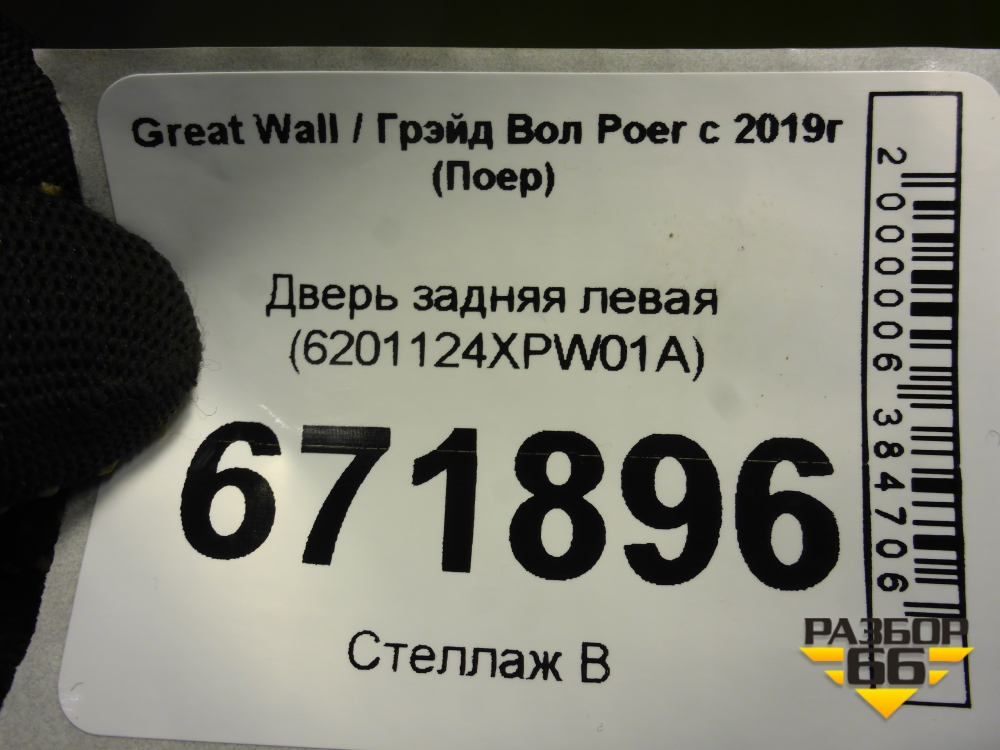 Great Wall / Грэйд Вол Poer с 2019г
(Поер)
Дверь задняя левая
(6201124XPW01A)
671896
Стеллаж В
2000006384706
РАЗБОР
66